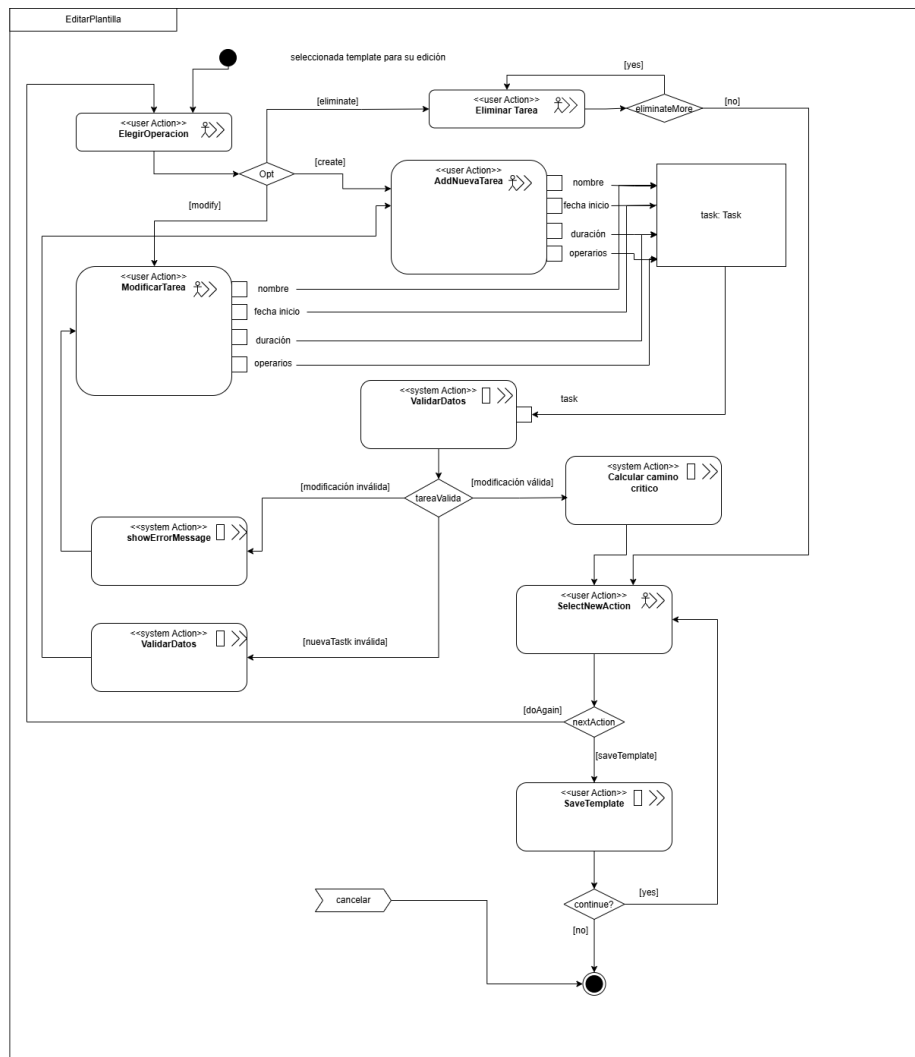 EditarPlantilla
seleccionada template para su edición
[yes]
[eliminate]
<<user Action>>
Eliminar Tarea
eliminateMore
[no]
<<user Action>>
ElegirOperacion
Opt
[create]
<<user Action>>
AddNuevaTarea
nombre
fecha inicio
duración
operarios
task: Task
[modify]
<<user Action>>
ModificarTarea
nombre
fecha inicio
duración
operarios
<<system Action>>
ValidarDatos
task
[modificación inválida]
tareaValida
[modificación válida]
<system Action>>
Calcular camino
critico
<<system Action>>
showErrorMessage
<<user Action>>
SelectNewAction
<<system Action>>
ValidarDatos
[nuevaTastk inválida]
[doAgain]
nextAction
[saveTemplate]
<<user Action>>
SaveTemplate
cancelar
continue?
[yes]
[no]